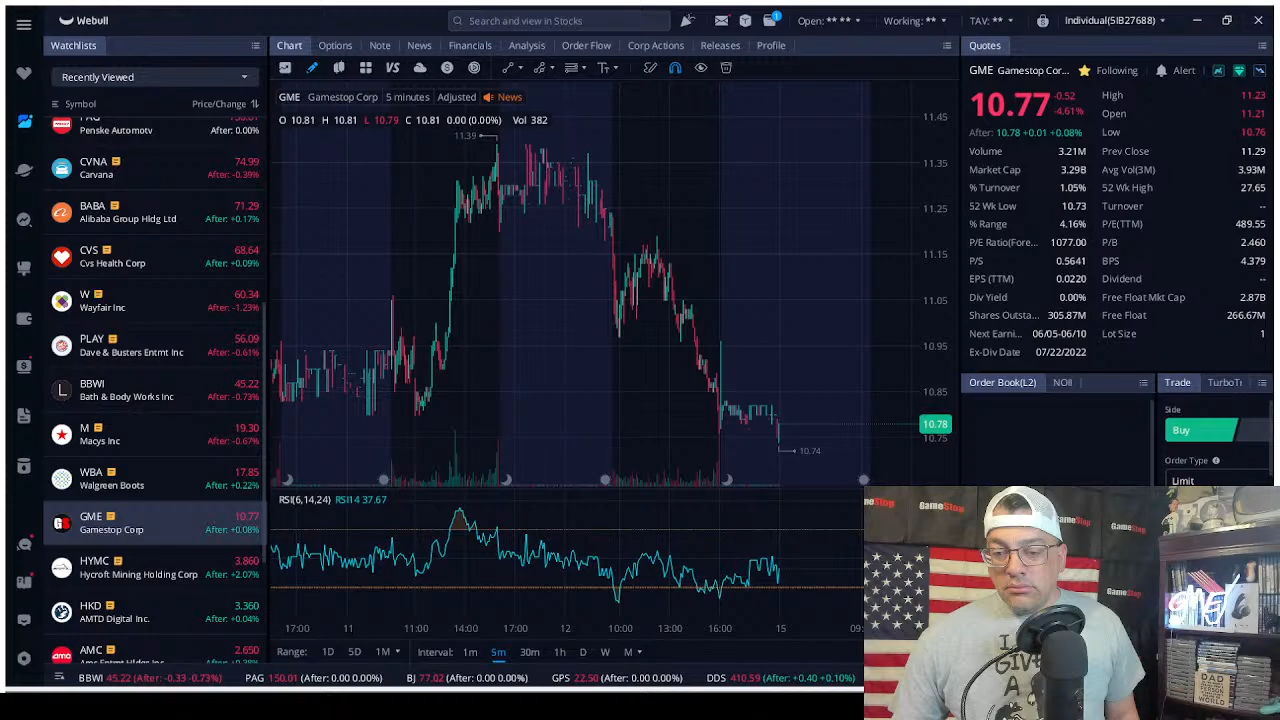 Webull
Search and view in Stocks
1
Open: ** **
Working: ** **
TAV: ** **
Individual(5IB27688)
Watchlists
Chart Options Note News Financials Analysis Order Flow Corp Actions Releases Profile
Quotes
Recently Viewed
VS
GME Gamestop Cor... Following Alert
Symbol Price/Change
GME Gamestop Corp 5 minutes Adjusted News
O 10.81 H 10.81 L 10.79 C 10.81 0.00 (0.00%) Vol 382
10.77 -0.52
-4.61%
After: 10.78 +0.01 +0.08%
High 11.23
Open 11.21
Low 10.76
Volume 3.21M Prev Close 11.29
Market Cap 3.29B Avg Vol(3M) 3.93M
% Turnover 1.05% 52 Wk High 27.65
52 Wk Low 10.73 Turnover --
% Range 4.16% P/E(TTM) 489.55
P/E Ratio(Fore... 1077.00 P/B 2.460
P/S 0.5641 BPS 4.379
EPS (TTM) 0.0220 Dividend --
Div Yield 0.00% Free Float Mkt Cap 2.87B
Shares Outsta... 305.87M Free Float 266.67M
Next Earni... 06/05-06/10 Lot Size 1
Ex-Div Date 07/22/2022
Order Book(L2) NOII
Trade
Side
Buy
Order Type
Limit
Penske Automotv After: 0.00%
CVNA 74.99
Carvana After: -0.39%
BABA 71.29
Alibaba Group Hldg Ltd After: +0.17%
CVS 68.64
Cvs Health Corp After: +0.09%
W 60.34
Wayfair Inc After: -1.23%
PLAY 56.09
Dave & Busters Entmt Inc After: -0.61%
BBWI 45.22
Bath & Body Works Inc After: -0.73%
M 19.30
Macys Inc After: -0.67%
WBA 17.85
Walgreen Boots After: +0.22%
GME 10.77
Gamestop Corp After: +0.08%
HYMC 3.860
Hycroft Mining Holding Corp After: +2.07%
HKD 3.360
AMTD Digital Inc. After: +0.04%
AMC 2.650
11.39
11.45
11.35
11.25
11.15
11.05
10.95
10.85
10.78
10.75
10.74
RSI(6,14,24) RSI14 37.67
17:00 11 11:00 14:00 17:00 12 10:00 13:00 16:00 15
Range: 1D 5D 1M Interval: 1m 5m 30m 1h D W M
BBWI 45.22 (-0.33 -0.73%) PAG 150.01 (After: 0.00 0.00%) BJ 77.02 (After: 0.00 0.00%) GPS 22.50 (After: 0.00 0.00%) DDS 410.59 (After: +0.40 +0.10%)
GameStop
GameStop
GameStop
I
GIVE
A
DAD
WORLD